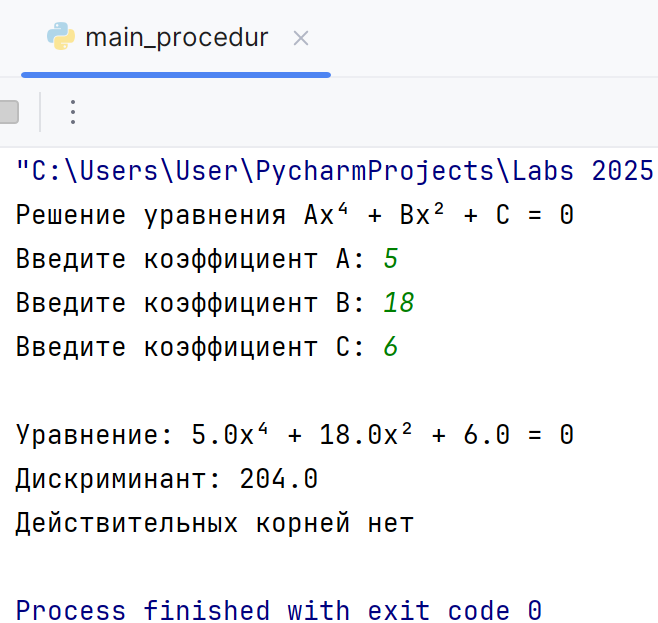 main_procedur
"C:\Users\User\PycharmProjects\Labs 2025
Решение уравнения Ax⁴ + Bx² + C = 0
Введите коэффициент A: 5
Введите коэффициент B: 18
Введите коэффициент C: 6
Уравнение: 5.0x⁴ + 18.0x² + 6.0 = 0
Дискриминант: 204.0
Действительных корней нет
Process finished with exit code 0